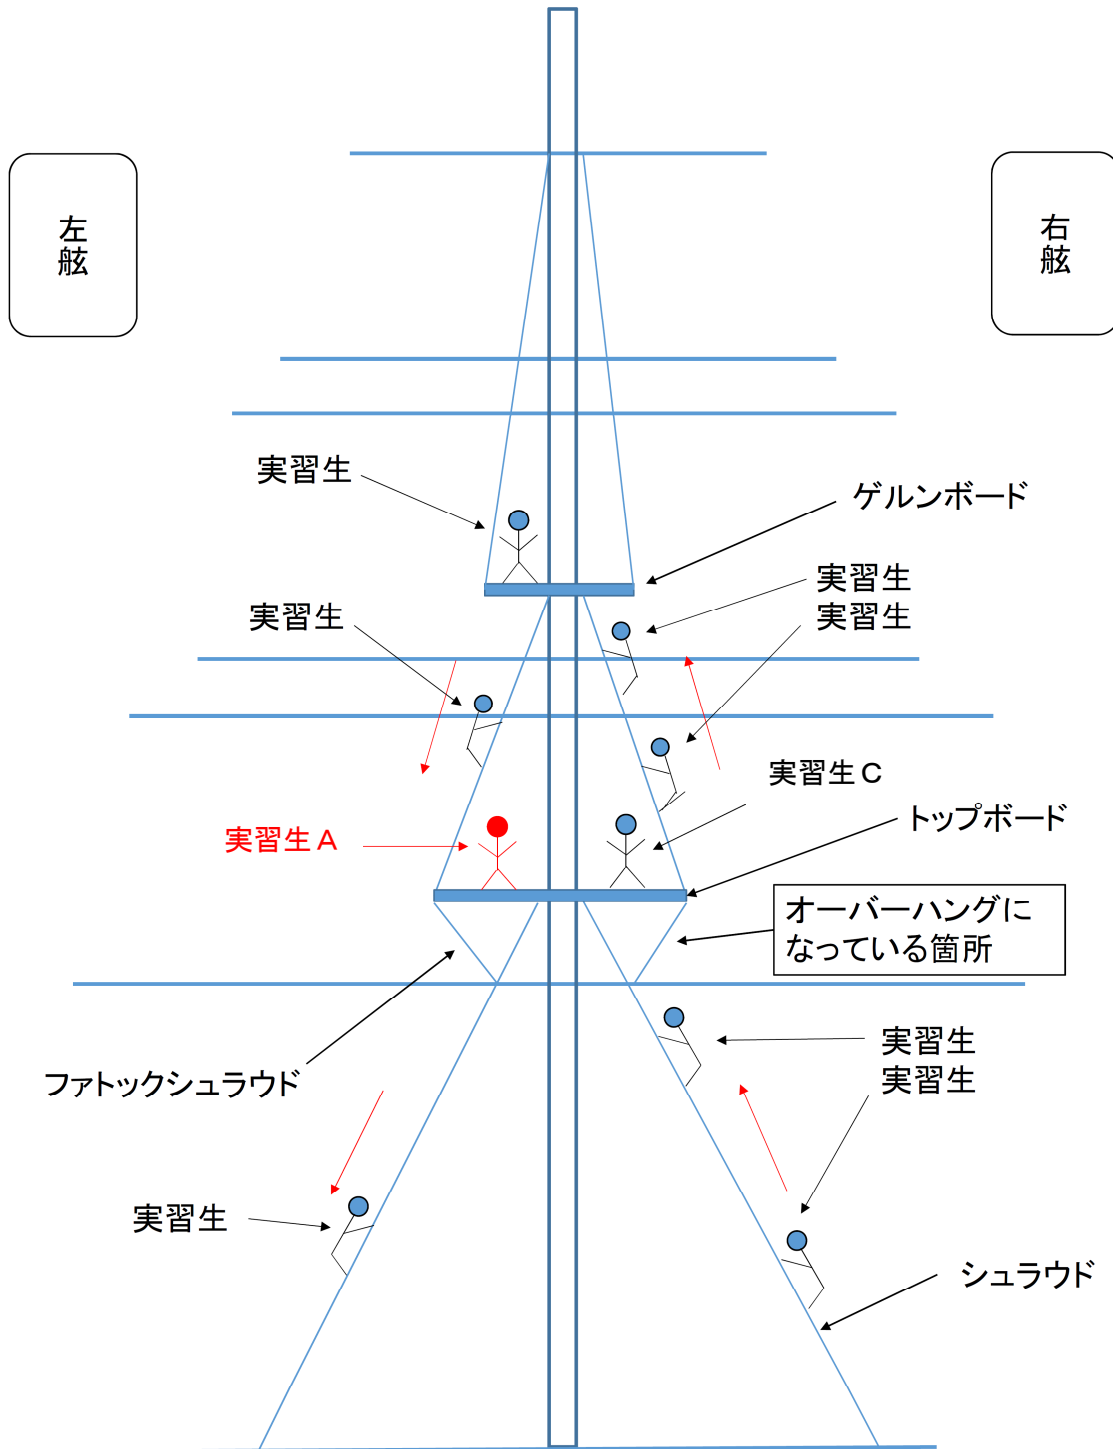 左舷
右舷
実習生
ゲルンボード
実習生
実習生
実習生
実習生C
トップボード
実習生A
オーバーハングに
なっている箇所
実習生
実習生
ファトックシュラウド
実習生
シュラウド